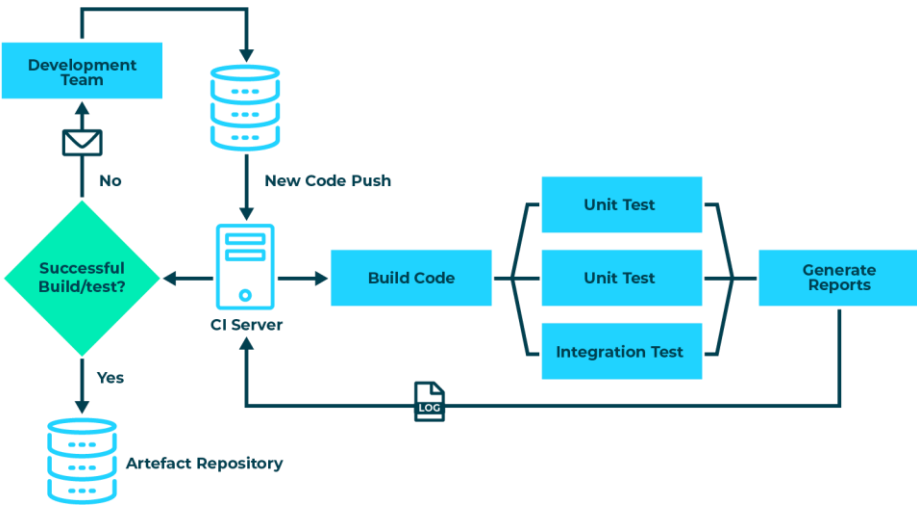 Development
Team
No
New Code Push
Unit Test
Successful
Build/test?
Build Code
Unit Test
Generate
Reports
CI Server
Integration Test
Yes
LOG
Artefact Repository